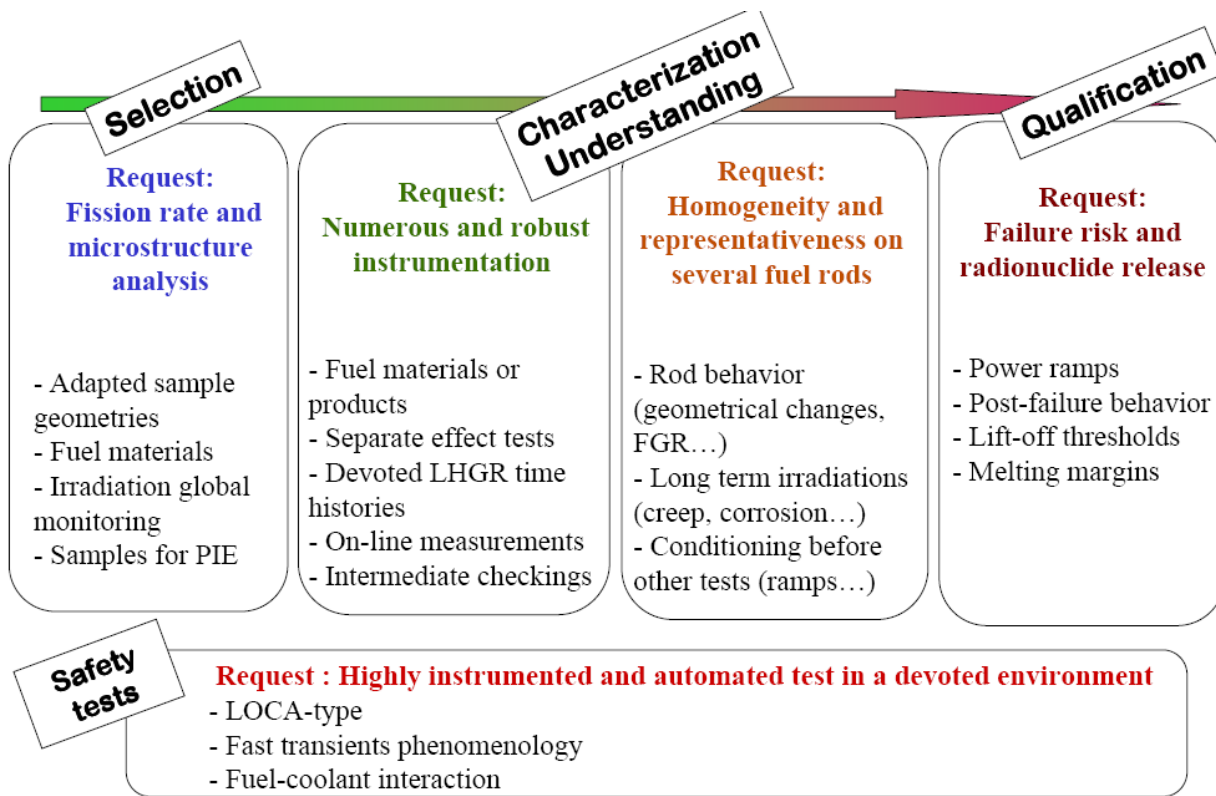 Selection
Characterization
Understanding
Qualification
Request:
Fission rate and
microstructure
analysis
- Adapted sample
geometries
- Fuel materials
- Irradiation global
monitoring
- Samples for PIE
Request:
Numerous and robust
instrumentation
- Fuel materials or
products
- Separate effect tests
- Devoted LHGR time
histories
- On-line measurements
- Intermediate checkings
Request:
Homogeneity and
representativeness on
several fuel rods
- Rod behavior
(geometrical changes,
FGR…)
- Long term irradiations
(creep, corrosion…)
- Conditioning before
other tests (ramps…)
Request:
Failure risk and
radionuclide release
- Power ramps
- Post-failure behavior
- Lift-off thresholds
- Melting margins
Safety
tests
Request : Highly instrumented and automated test in a devoted environment
- LOCA-type
- Fast transients phenomenology
- Fuel-coolant interaction